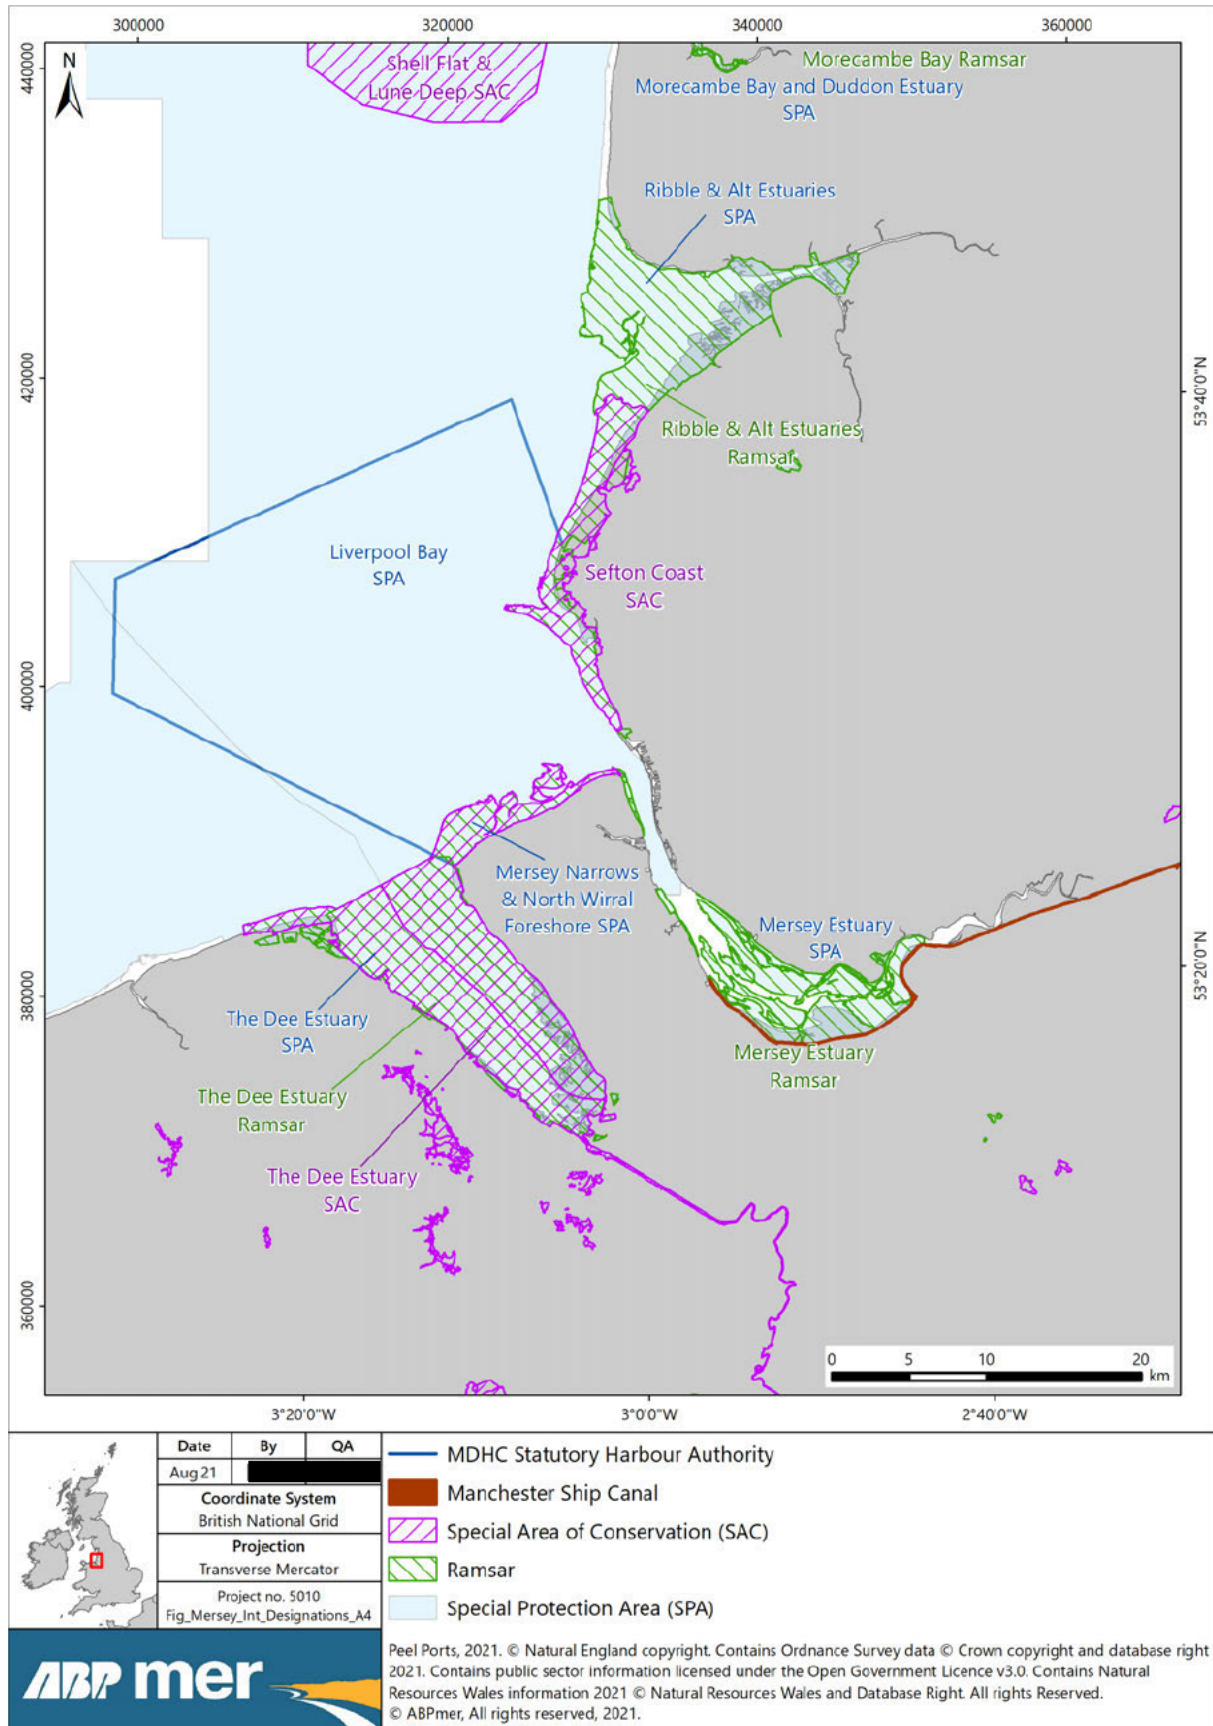 300000
320000
340000
360000
440000
420000
400000
380000
360000
N
Shell Flat &
Lune Deep SAC
Morecambe Bay Ramsar
Morecambe Bay and Duddon Estuary
SPA
Ribble & Alt Estuaries
SPA
53°40'0"N
Ribble & Alt Estuaries
Ramsar
Liverpool Bay
SPA
Sefton Coast
SAC
Mersey Narrows
& North Wirral
Foreshore SPA
Mersey Estuary
SPA
53°20'0"N
The Dee Estuary
SPA
Mersey Estuary
Ramsar
The Dee Estuary
Ramsar
The Dee Estuary
SAC
0 5 10 20
km
3°20'0"W
3°0'0"W
2°40'0"W
Date By QA
Aug 21
Coordinate System
British National Grid
Projection
Transverse Mercator
Project no. 5010
Fig_Mersey_Int_Designations_A4
ABP mer
MDHC Statutory Harbour Authority
Manchester Ship Canal
Special Area of Conservation (SAC)
Ramsar
Special Protection Area (SPA)
Peel Ports, 2021. © Natural England copyright. Contains Ordnance Survey data © Crown copyright and database right
2021. Contains public sector information licensed under the Open Government Licence v3.0. Contains Natural
Resources Wales information 2021 © Natural Resources Wales and Database Right. All rights Reserved.
© ABPmer, All rights reserved, 2021.